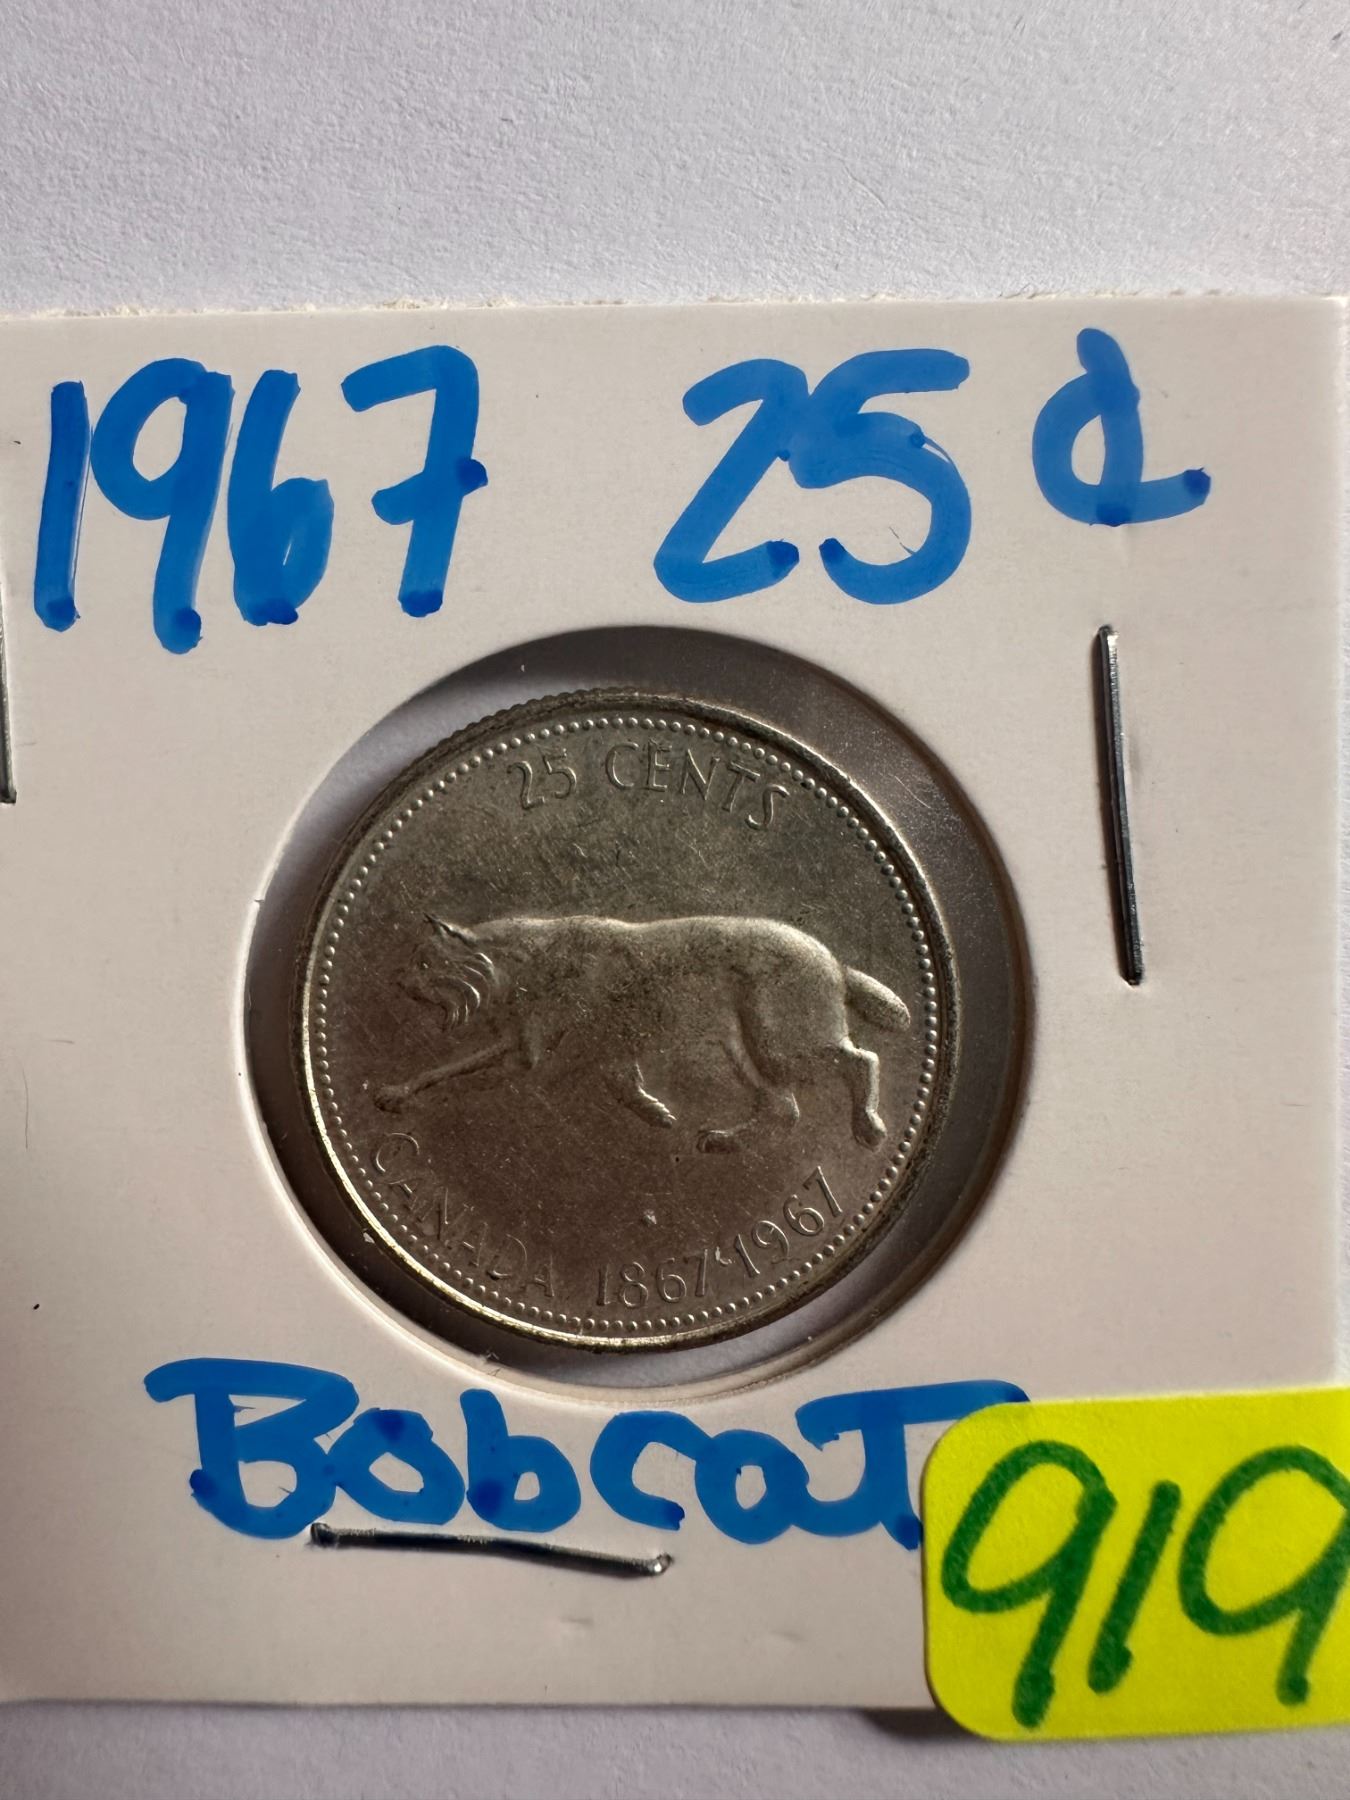 1967 25¢
25 CENTS
CANADA 1867·1967
Bobcat
919